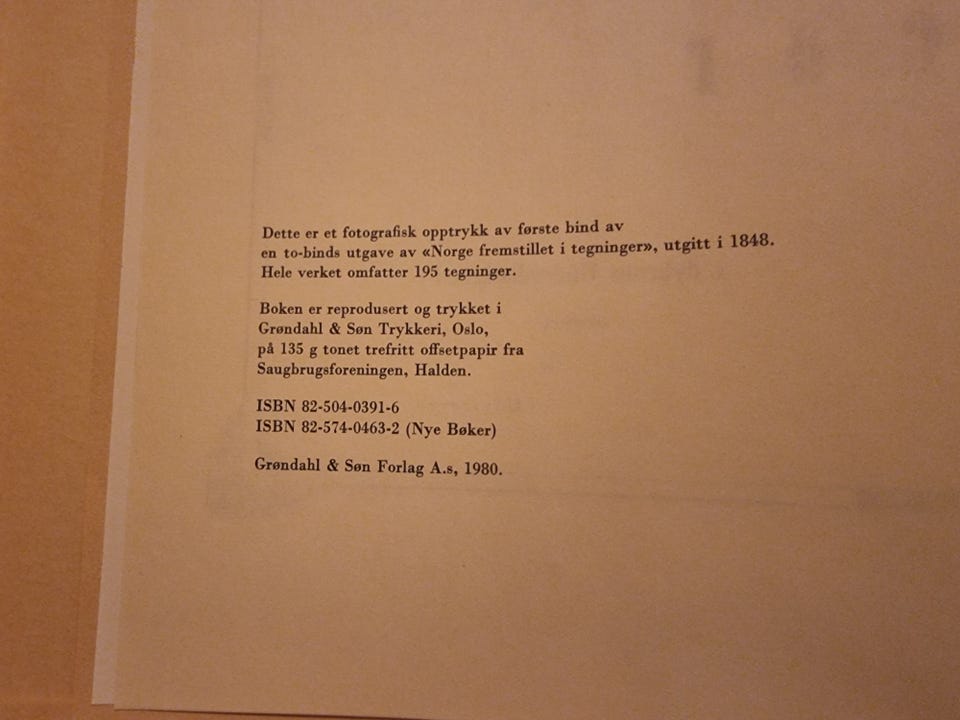 Dette er et fotografisk opptrykk av første bind av
en to-binds utgave av «Norge fremstillet i tegninger», utgitt i 1848.
Hele verket omfatter 195 tegninger.
Boken er reprodusert og trykket i
Grøndahl & Søn Trykkeri, Oslo,
på 135 g tonet trefritt offsetpapir fra
Saugbrugsforeningen, Halden.
ISBN 82-504-0391-6
ISBN 82-574-0463-2 (Nye Bøker)
Grøndahl & Søn Forlag A.s, 1980.